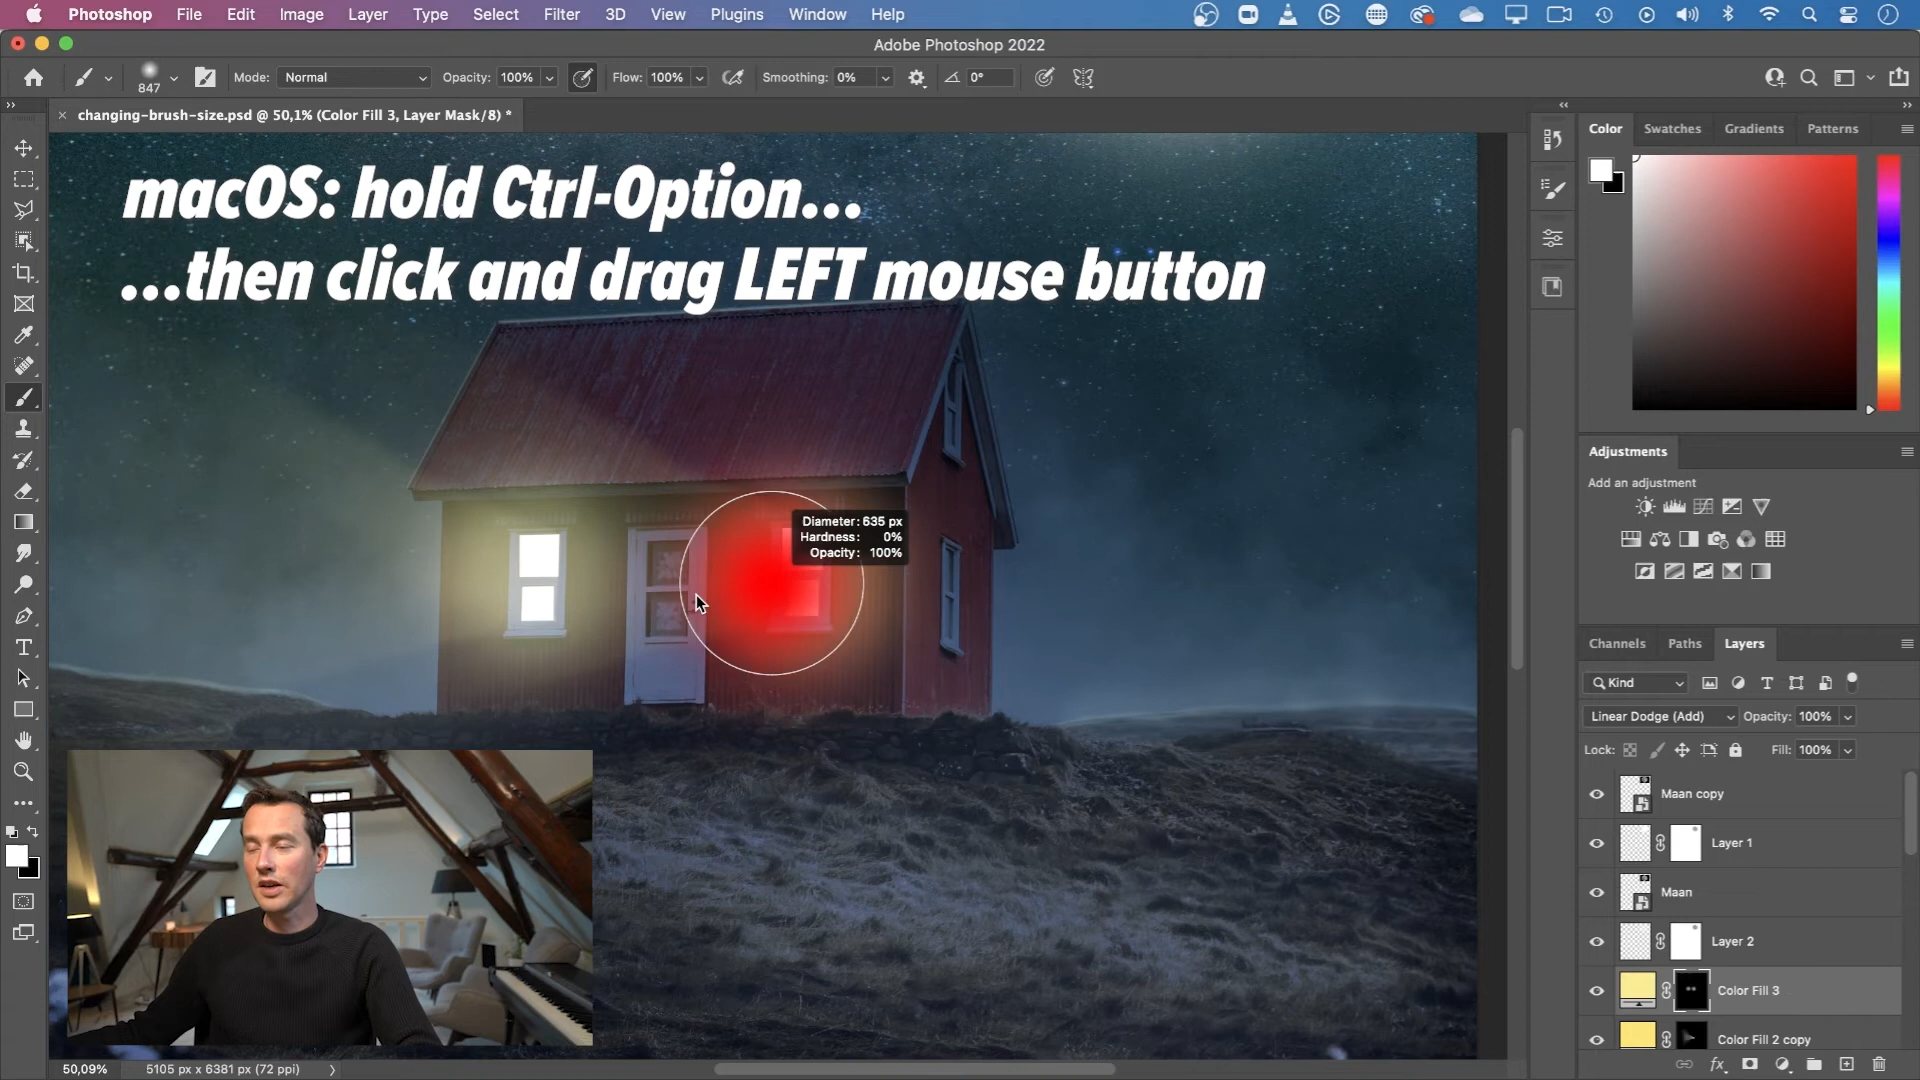 Photoshop File Edit Image Layer Type Select Filter 3D View Plugins Window Help
Adobe Photoshop 2022
847 Mode: Normal Opacity: 100% Flow: 100% Smoothing: 0% 0°
changing-brush-size.psd @ 50,1% (Color Fill 3, Layer Mask/8) *
macOS: hold Ctrl-Option...
...then click and drag LEFT mouse button
Diameter: 635 px
Hardness: 0%
Opacity: 100%
Color Swatches Gradients Patterns
Adjustments
Add an adjustment
Channels Paths Layers
Kind
Linear Dodge (Add) Opacity: 100%
Lock: Fill: 100%
Maan copy
Layer 1
Maan
Layer 2
Color Fill 3
Color Fill 2 copy
fx
50,09% 5105 px x 6381 px (72 ppi)